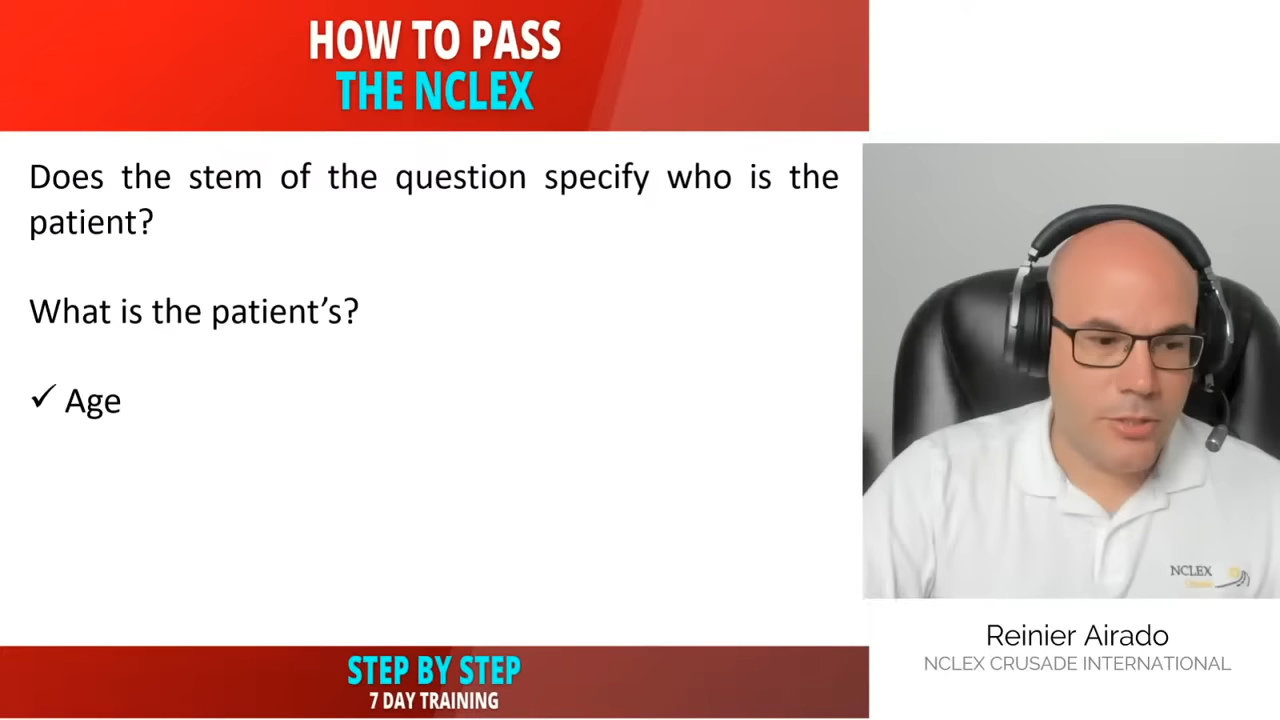 HOW TO PASS
THE NCLEX
Does the stem of the question specify who is the
patient?
What is the patient’s?
✓ Age
NCLEX
STEP BY STEP
7 DAY TRAINING
Reinier Airado
NCLEX CRUSADE INTERNATIONAL